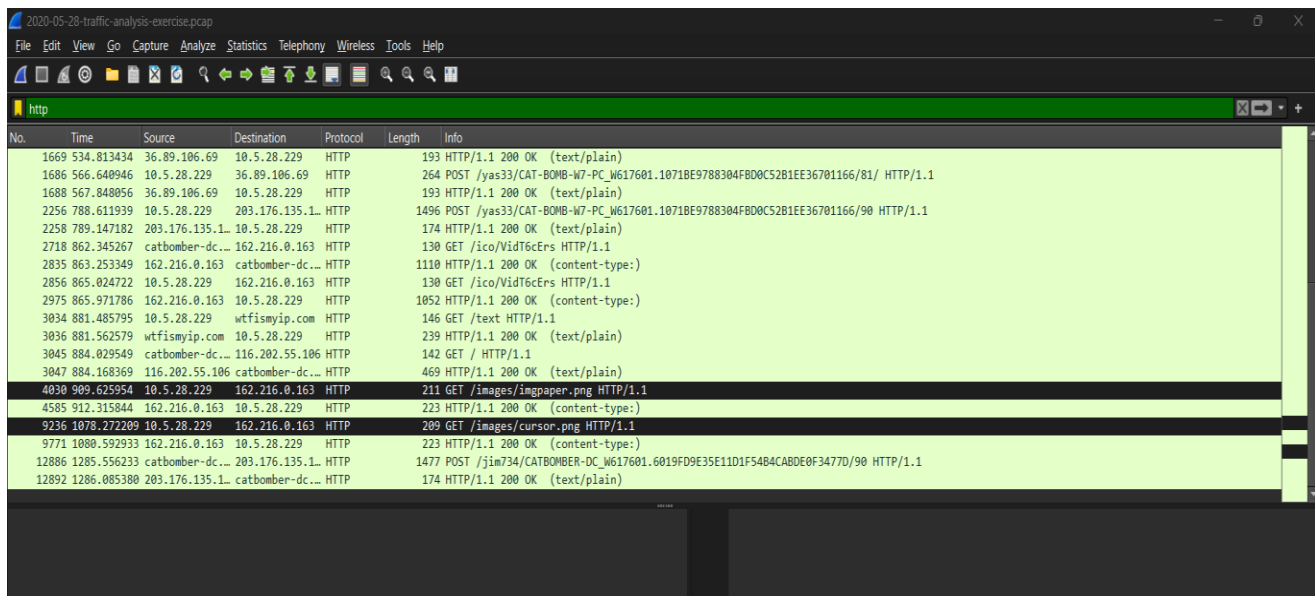 2020-05-28-traffic-analysis-exercise.pcap
File Edit View Go Capture Analyze Statistics Telephony Wireless Tools Help
http
No. Time Source Destination Protocol Length Info
1669 534.813434 36.89.106.69 10.5.28.229 HTTP 193 HTTP/1.1 200 OK (text/plain)
1686 566.640946 10.5.28.229 36.89.106.69 HTTP 264 POST /yas33/CAT-BOMB-W7-PC_W617601.1071BE9788304FBD0C52B1EE36701166/81/ HTTP/1.1
1688 567.848056 36.89.106.69 10.5.28.229 HTTP 193 HTTP/1.1 200 OK (text/plain)
2256 788.611939 10.5.28.229 203.176.135.1… HTTP 1496 POST /yas33/CAT-BOMB-W7-PC_W617601.1071BE9788304FBD0C52B1EE36701166/90 HTTP/1.1
2258 789.147182 203.176.135.1… 10.5.28.229 HTTP 174 HTTP/1.1 200 OK (text/plain)
2718 862.345267 catbomber-dc.… 162.216.0.163 HTTP 130 GET /ico/VidT6cErs HTTP/1.1
2835 863.253349 162.216.0.163 catbomber-dc.… HTTP 1110 HTTP/1.1 200 OK (content-type:)
2856 865.024722 10.5.28.229 162.216.0.163 HTTP 130 GET /ico/VidT6cErs HTTP/1.1
2975 865.971786 162.216.0.163 10.5.28.229 HTTP 1052 HTTP/1.1 200 OK (content-type:)
3034 881.485795 10.5.28.229 wtfismyip.com HTTP 146 GET /text HTTP/1.1
3036 881.562579 wtfismyip.com 10.5.28.229 HTTP 239 HTTP/1.1 200 OK (text/plain)
3045 884.029549 catbomber-dc.… 116.202.55.106 HTTP 142 GET / HTTP/1.1
3047 884.168369 116.202.55.106 catbomber-dc.… HTTP 469 HTTP/1.1 200 OK (text/plain)
4030 909.625954 10.5.28.229 162.216.0.163 HTTP 211 GET /images/imgpaper.png HTTP/1.1
4585 912.315844 162.216.0.163 10.5.28.229 HTTP 223 HTTP/1.1 200 OK (content-type:)
9236 1078.272209 10.5.28.229 162.216.0.163 HTTP 209 GET /images/cursor.png HTTP/1.1
9771 1080.592933 162.216.0.163 10.5.28.229 HTTP 223 HTTP/1.1 200 OK (content-type:)
12886 1285.556233 catbomber-dc.… 203.176.135.1… HTTP 1477 POST /jim734/CATBOMBER-DC_W617601.6019FD9E35E11D1F54B4CABDE0F3477D/90 HTTP/1.1
12892 1286.085380 203.176.135.1… catbomber-dc.… HTTP 174 HTTP/1.1 200 OK (text/plain)